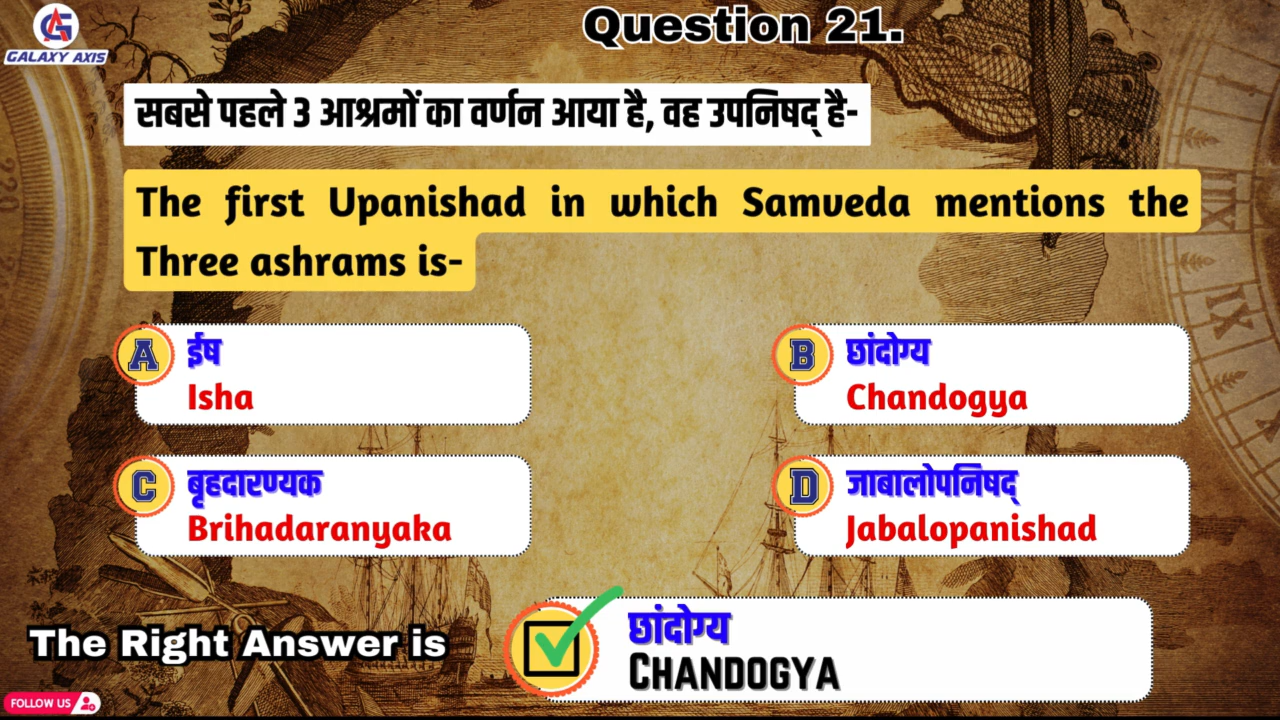 GALAXY AXIS
Question 21.
सबसे पहले 3 आश्रमों का वर्णन आया है, वह उपनिषद् है-
The first Upanishad in which Samveda mentions the
Three ashrams is-
A
ईष
Isha
B
छांदोग्य
Chandogya
C
बृहदारण्यक
Brihadaranyaka
D
जाबालोपनिषद्
Jabalopanishad
The Right Answer is
छांदोग्य
CHANDOGYA
FOLLOW US